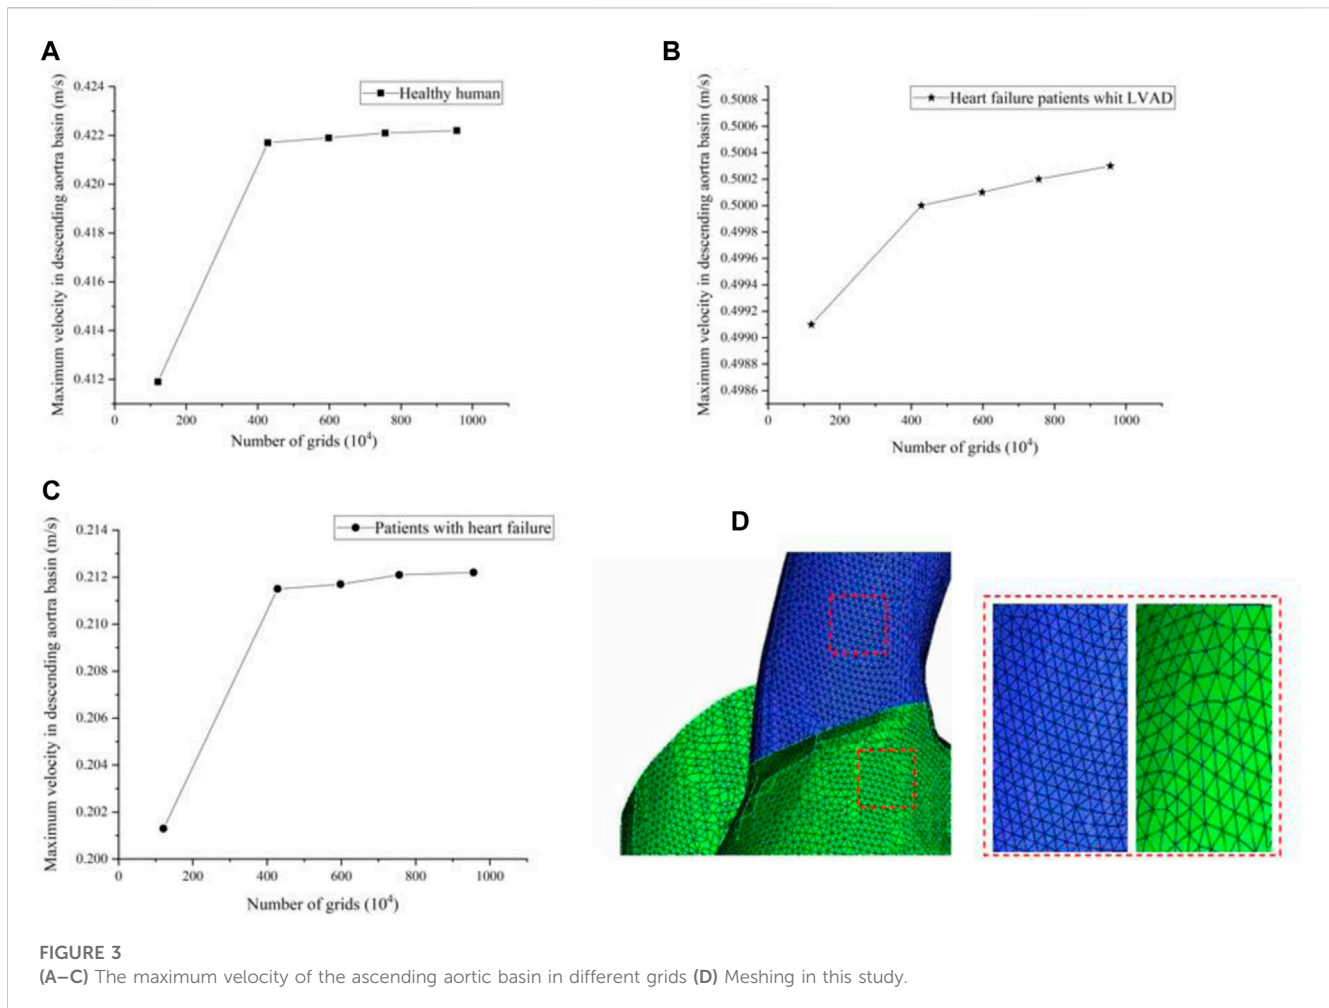 A
Healthy human
Maximum velocity in descending aortra basin (m/s)
0.424
0.422
0.420
0.418
0.416
0.414
0.412
0 200 400 600 800 1000
Number of grids (10⁴)
B
Heart failure patients whit LVAD
Maximum velocity in descending aortra basin (m/s)
0.5008
0.5006
0.5004
0.5002
0.5000
0.4998
0.4996
0.4994
0.4992
0.4990
0.4988
0.4986
0 200 400 600 800 1000
Number of grids (10⁴)
C
Patients with heart failure
Maximum velocity in descending aortra basin (m/s)
0.214
0.212
0.210
0.208
0.206
0.204
0.202
0.200
0 200 400 600 800 1000
Number of grids (10⁴)
D
FIGURE 3
(A–C) The maximum velocity of the ascending aortic basin in different grids (D) Meshing in this study.